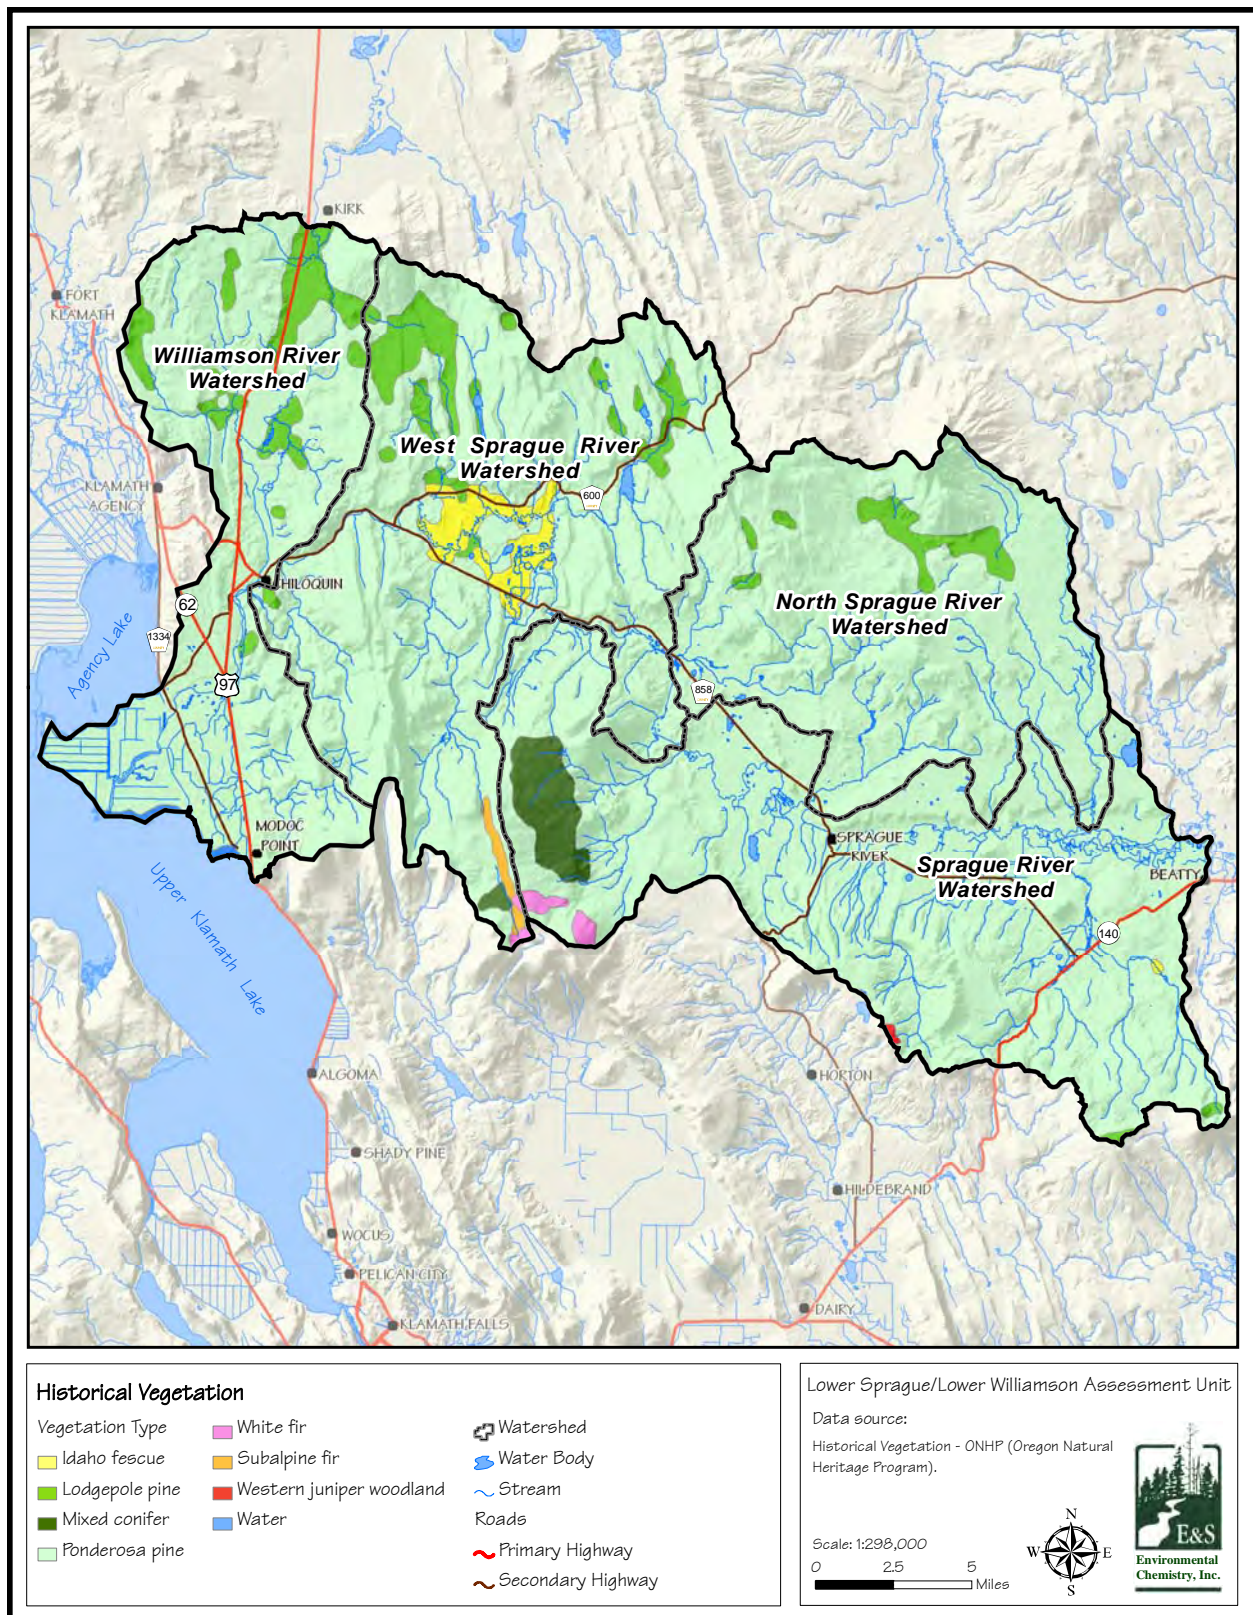 KIRK
FORT
KLAMATH
Williamson River
Watershed
West Sprague River
Watershed
KLAMATH
AGENCY
600
CHILOQUIN
62
1334
Agency Lake
97
North Sprague River
Watershed
858
MODOC
POINT
SPRAGUE
RIVER
Sprague River
Watershed
BEATTY
140
Upper Klamath Lake
ALGOMA
HORTON
SHADY PINE
HILDEBRAND
WOCUS
PELICAN CITY
DAIRY
KLAMATH FALLS
Historical Vegetation
Vegetation Type
Idaho fescue
Lodgepole pine
Mixed conifer
Ponderosa pine
White fir
Subalpine fir
Western juniper woodland
Water
Watershed
Water Body
Stream
Roads
Primary Highway
Secondary Highway
Lower Sprague/Lower Williamson Assessment Unit
Data source:
Historical Vegetation - ONHP (Oregon Natural
Heritage Program).
Scale: 1:298,000
0 2.5 5
Miles
N
W E
S
E&S
Environmental
Chemistry, Inc.